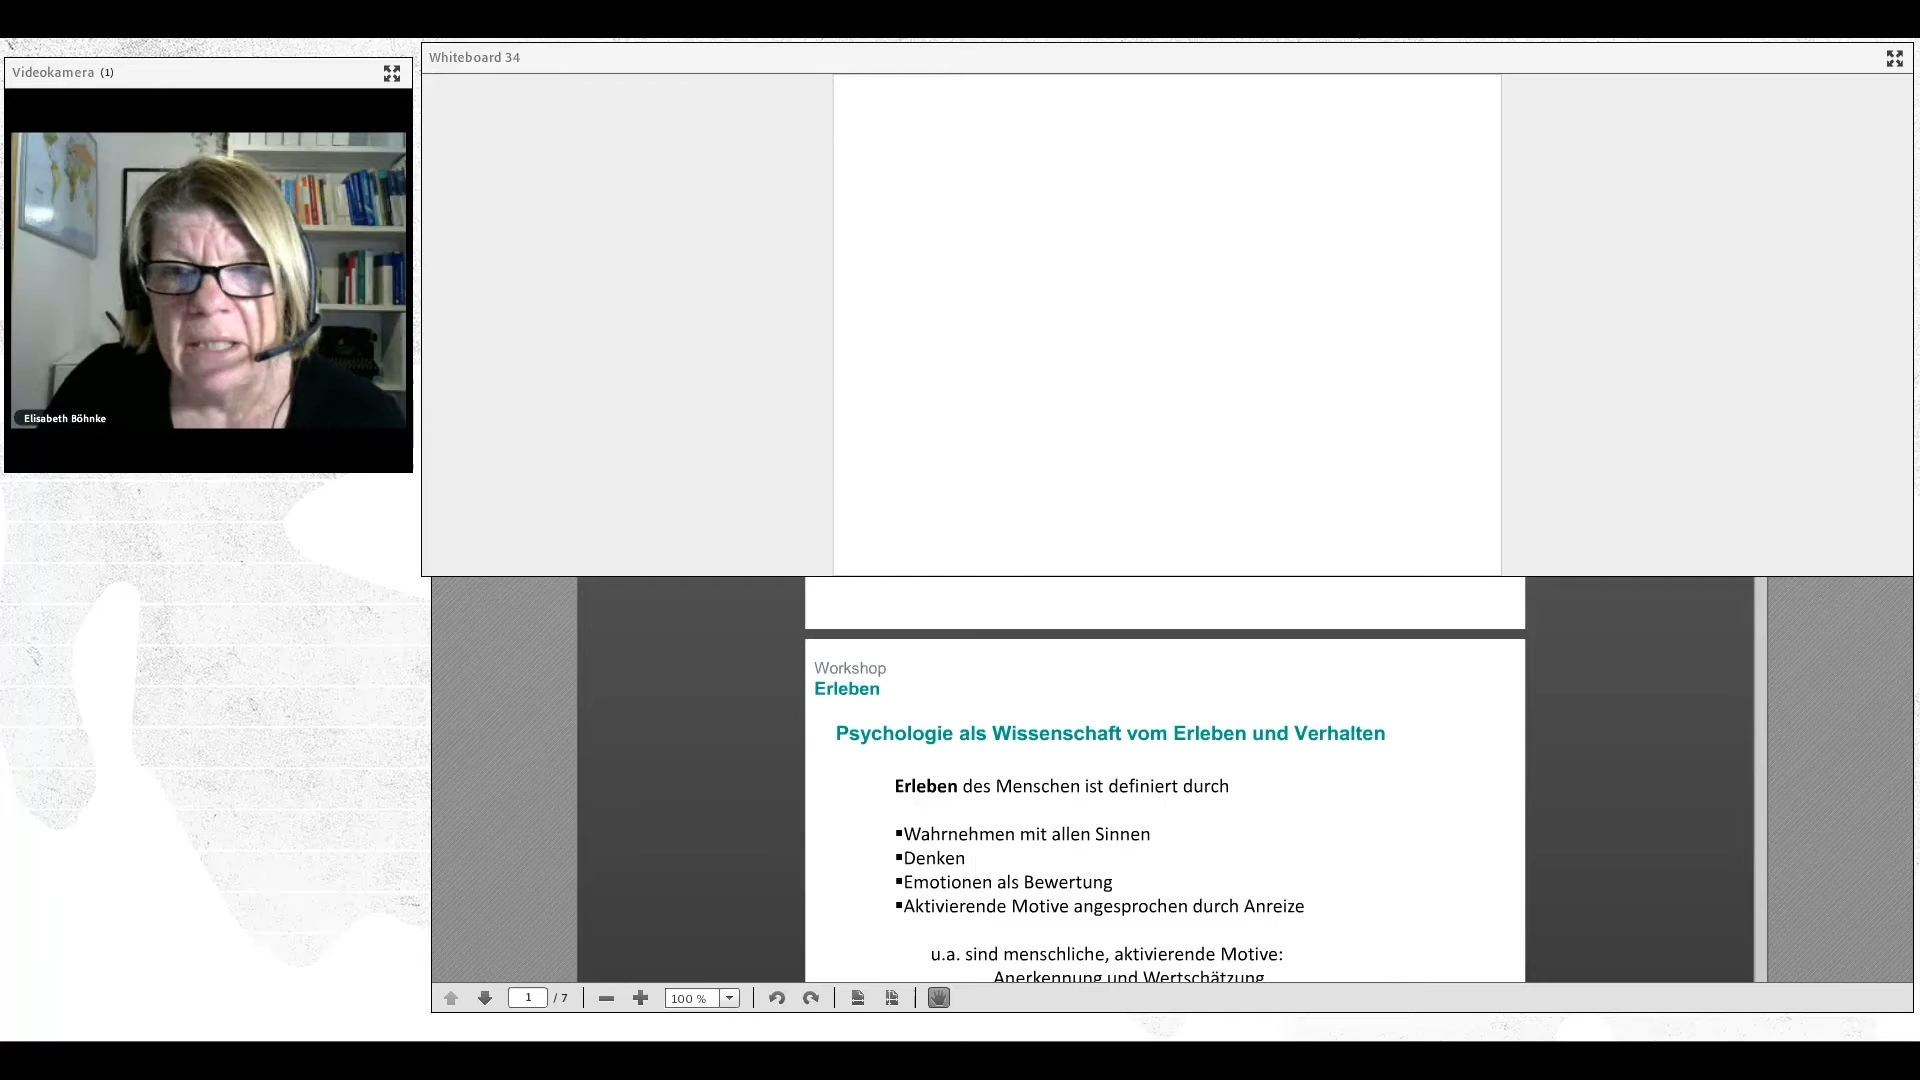 Videokamera (1)
Elisabeth Böhnke
Whiteboard 34
Workshop
Erleben
Psychologie als Wissenschaft vom Erleben und Verhalten
Erleben des Menschen ist definiert durch
▪Wahrnehmen mit allen Sinnen
▪Denken
▪Emotionen als Bewertung
▪Aktivierende Motive angesprochen durch Anreize
u.a. sind menschliche, aktivierende Motive:
Anerkennung und Wertschätzung
1 / 7
100 %